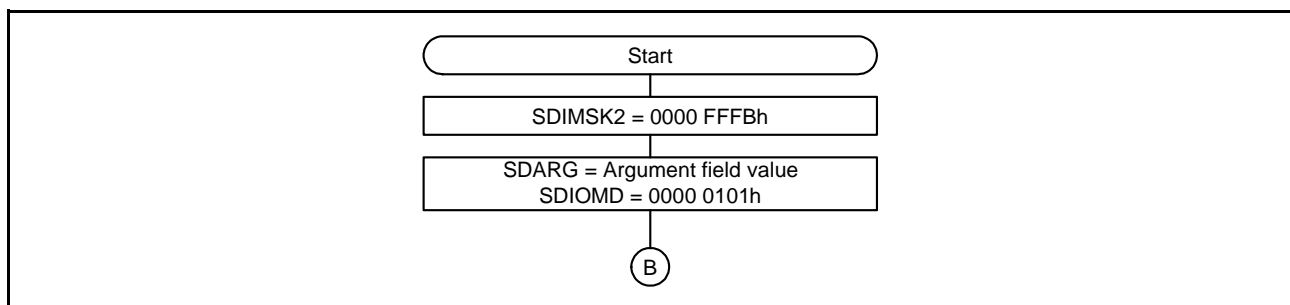 Start
SDIMSK2 = 0000 FFFBh
SDARG = Argument field value
SDIOMD = 0000 0101h
B